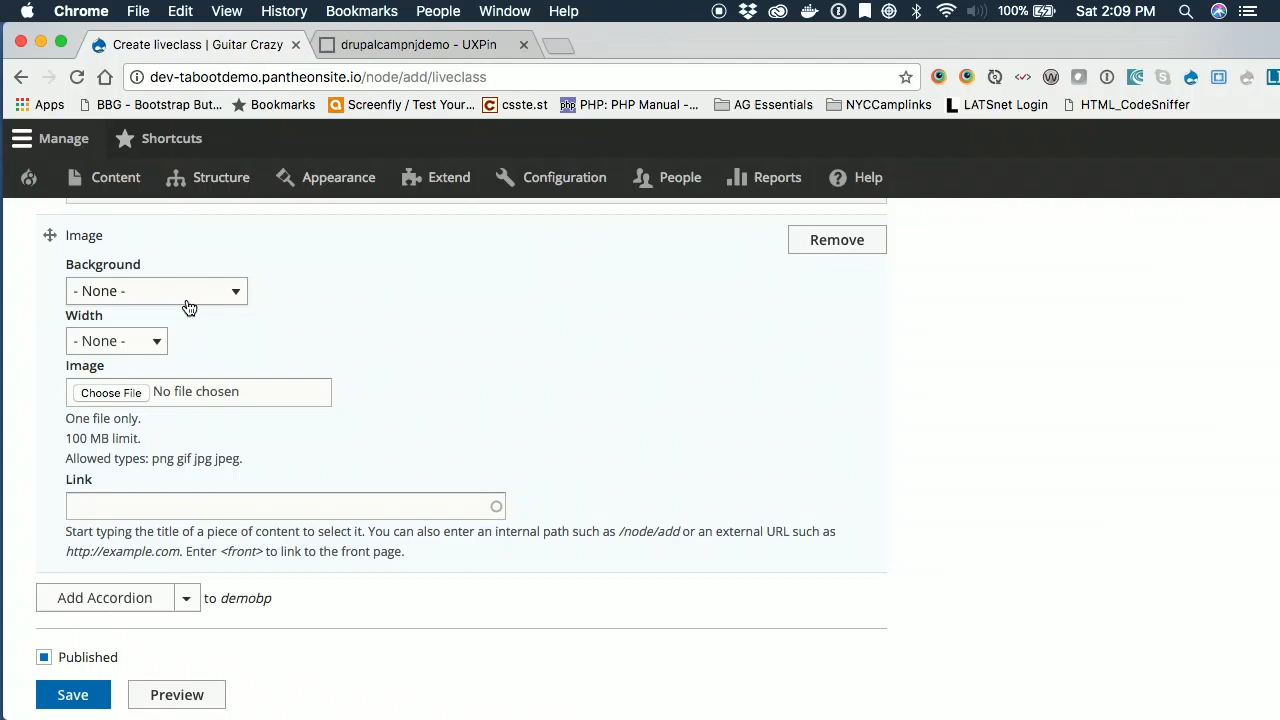 Chrome File Edit View History Bookmarks People Window Help 100% Sat 2:09 PM
Create liveclass | Guitar Crazy drupalcampnjdemo - UXPin
dev-tabootdemo.pantheonsite.io/node/add/liveclass
Apps BBG - Bootstrap But... Bookmarks Screenfly / Test Your... csste.st PHP: PHP Manual -... AG Essentials NYCCamplinks LATSnet Login HTML_CodeSniffer
Manage Shortcuts
Content Structure Appearance Extend Configuration People Reports Help
Image Remove
Background
- None -
Width
- None -
Image
Choose File No file chosen
One file only.
100 MB limit.
Allowed types: png gif jpg jpeg.
Link
Start typing the title of a piece of content to select it. You can also enter an internal path such as /node/add or an external URL such as
http://example.com. Enter <front> to link to the front page.
Add Accordion to demobp
Published
Save Preview